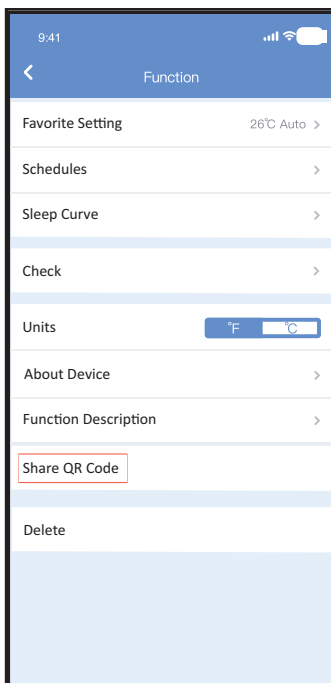 9:41
Function
Favorite Setting 26℃ Auto
Schedules
Sleep Curve
Check
Units ℉ ℃
About Device
Function Description
Share QR Code
Delete